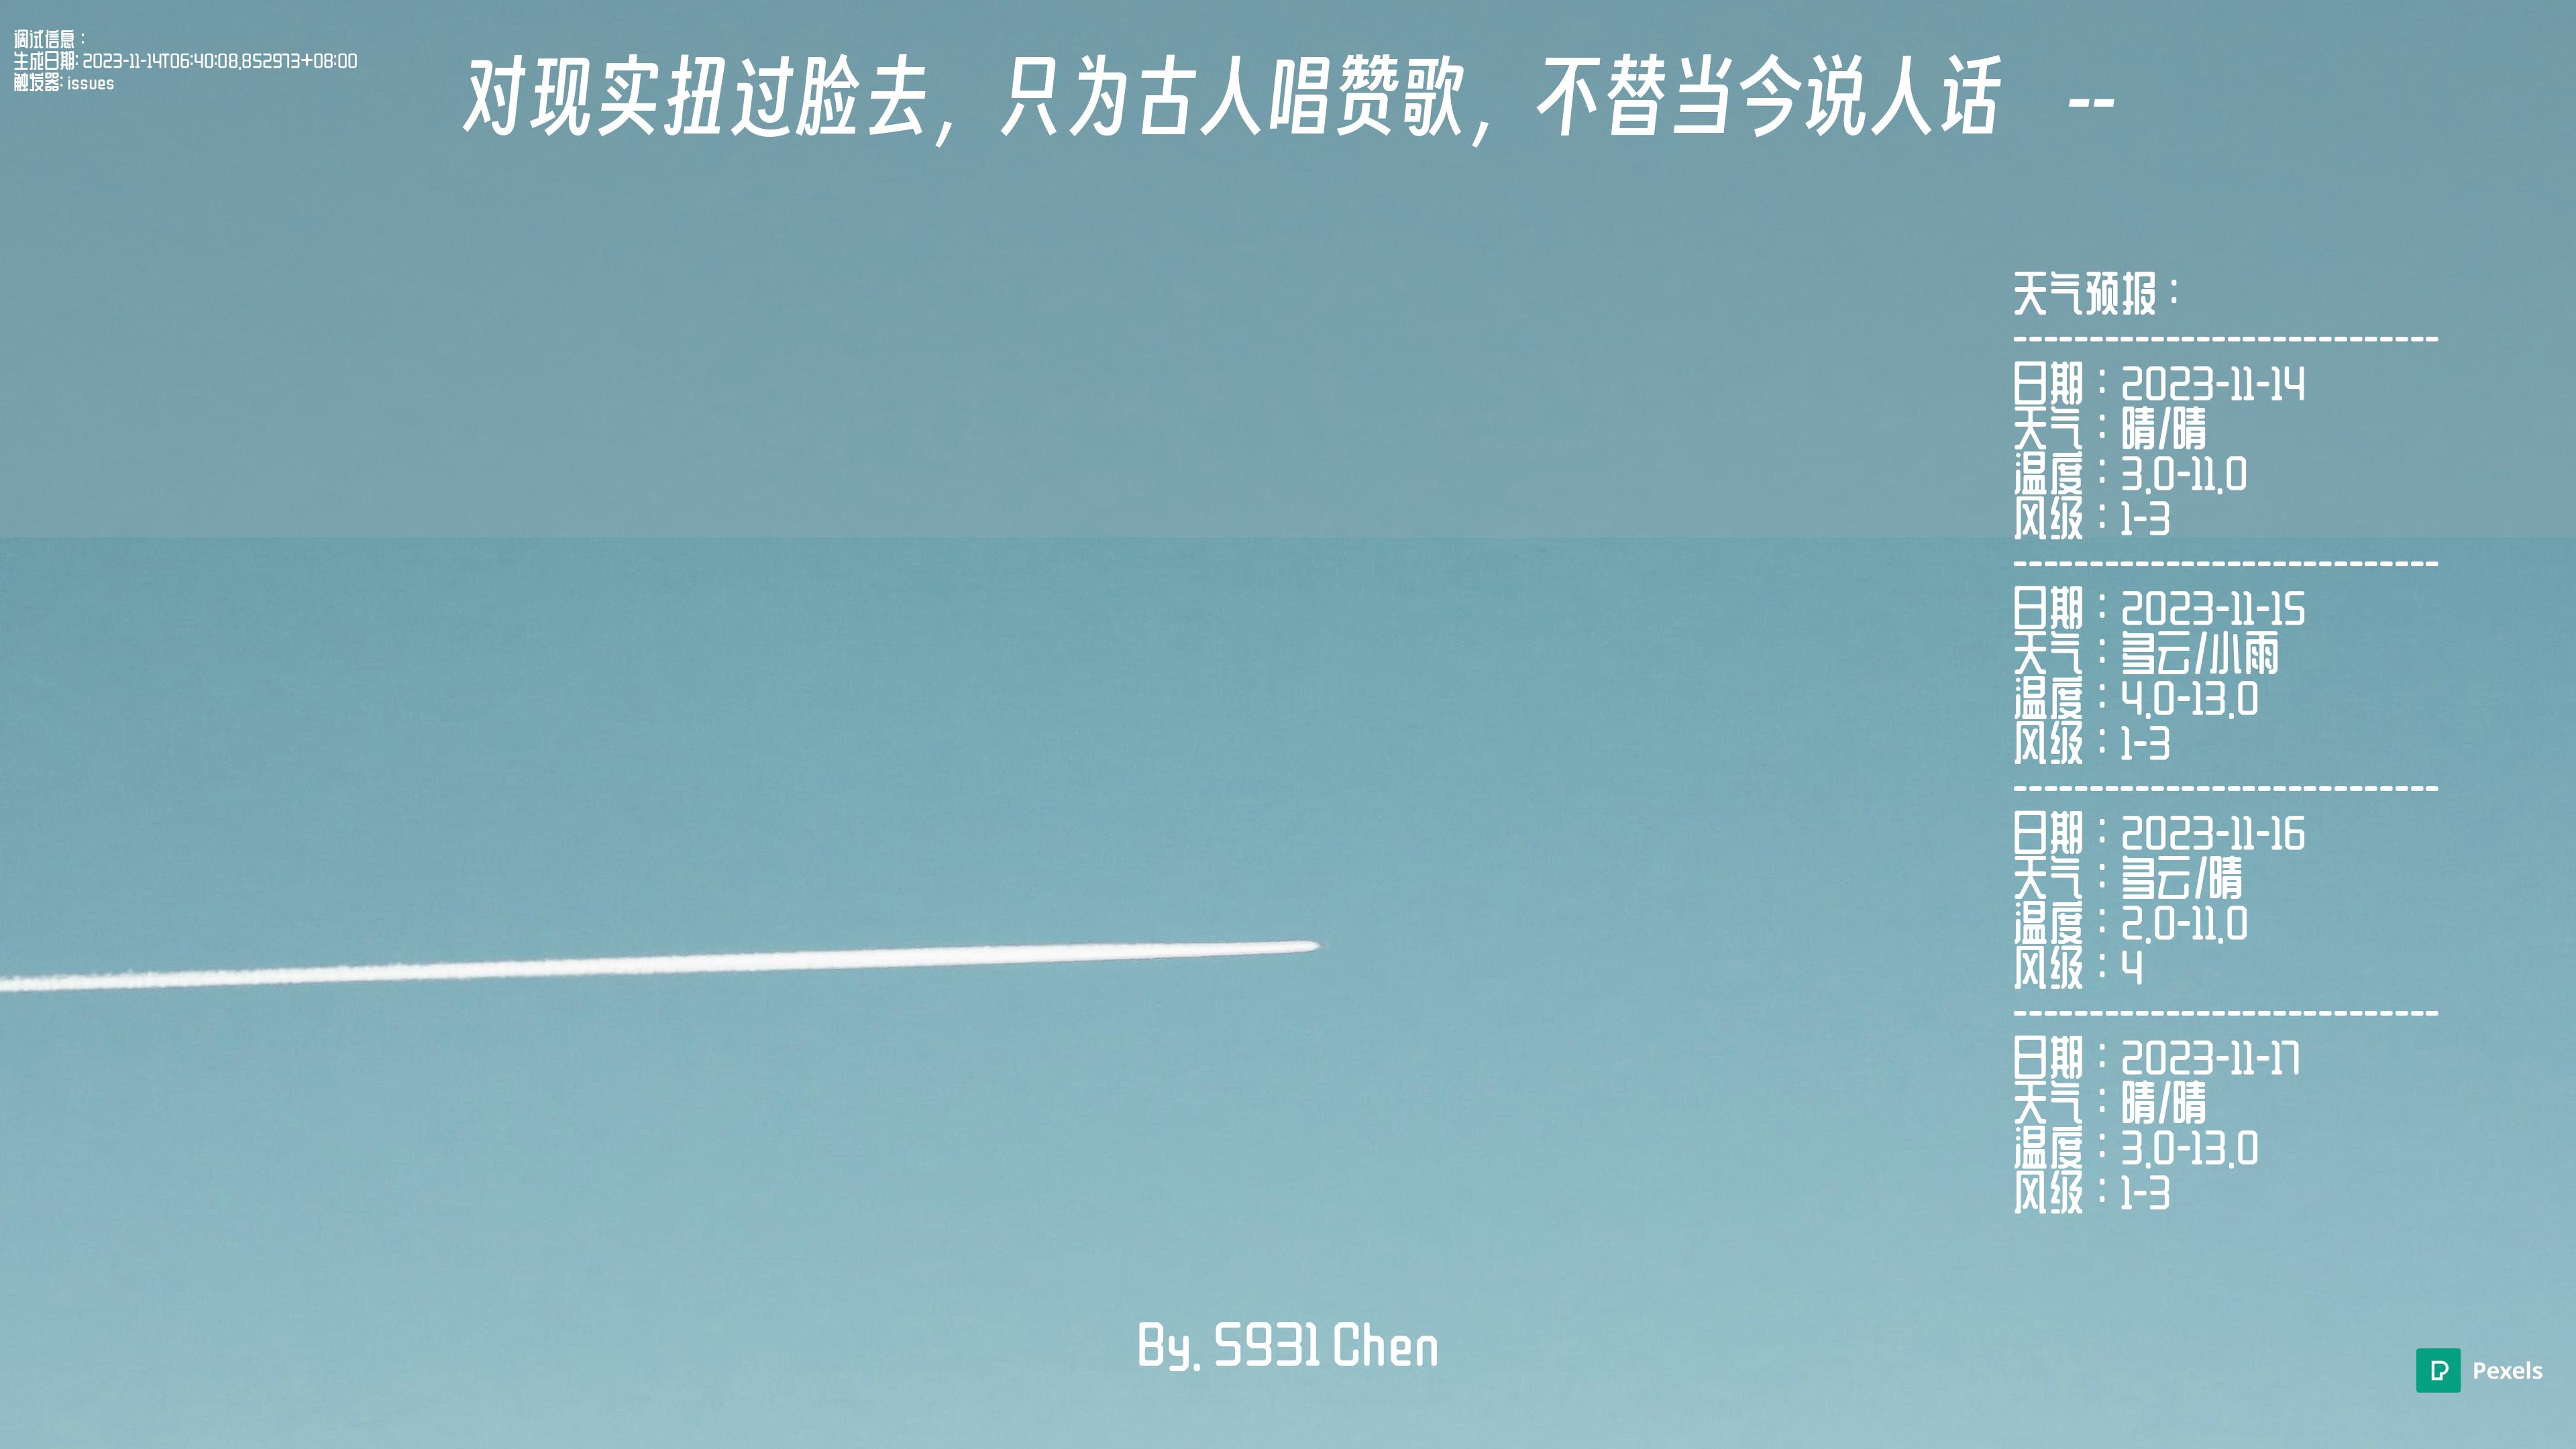 调试信息：
生成日期: 2023-11-14T06:40:08.852973+08:00
触发器: issues
对现实扭过脸去，只为古人唱赞歌，不替当今说人话 --
天气预报：
----------------------------
日期：2023-11-14
天气：晴/晴
温度：3.0-11.0
风级：1-3
----------------------------
日期：2023-11-15
天气：多云/小雨
温度：4.0-13.0
风级：1-3
----------------------------
日期：2023-11-16
天气：多云/晴
温度：2.0-11.0
风级：4
----------------------------
日期：2023-11-17
天气：晴/晴
温度：3.0-13.0
风级：1-3
By. S931 Chen
Pexels